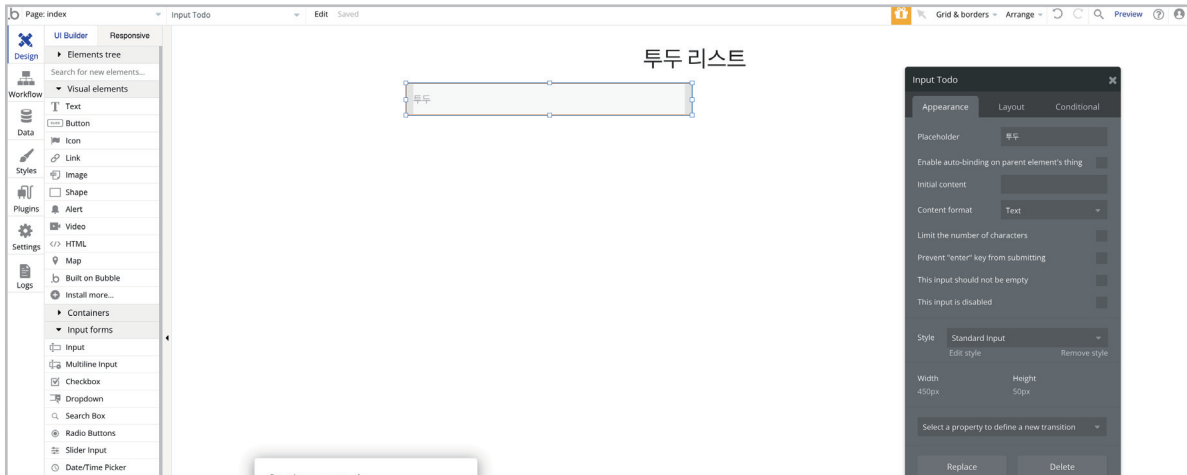 Page: index
Input Todo
Edit
Saved
Grid & borders
Arrange
Preview
UI Builder
Responsive
Design
Workflow
Data
Styles
Plugins
Settings
Logs
Elements tree
Search for new elements...
Visual elements
Text
Button
Icon
Link
Image
Shape
Alert
Video
HTML
Map
Built on Bubble
Install more...
Containers
Input forms
Input
Multiline Input
Checkbox
Dropdown
Search Box
Radio Buttons
Slider Input
Date/Time Picker
투두 리스트
투두
Input Todo
Appearance
Layout
Conditional
Placeholder
투두
Enable auto-binding on parent element's thing
Initial content
Content format
Text
Limit the number of characters
Prevent "enter" key from submitting
This input should not be empty
This input is disabled
Style
Standard Input
Edit style
Remove style
Width
Height
450px
50px
Select a property to define a new transition
Replace
Delete